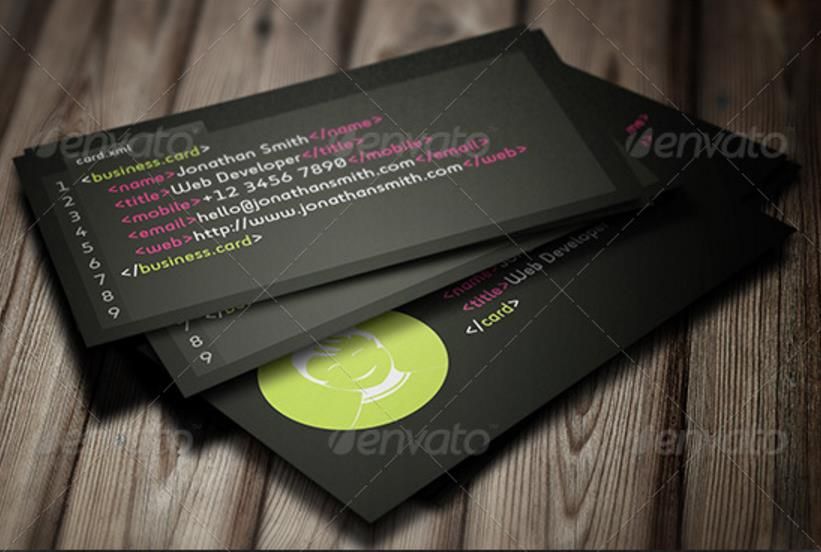 card.xml
1 <business.card>
2 <name>Jonathan Smith</name>
3 <title>Web Developer</title>
4 <mobile>+12 3456 7890</mobile>
5 <email>hello@jonathansmith.com</email>
6 <web>http://www.jonathansmith.com</web>
7 </business.card>
8
9
8
9
<name>
<title>Web Developer
</card>
envato
envato
envato
envato
envato
envato